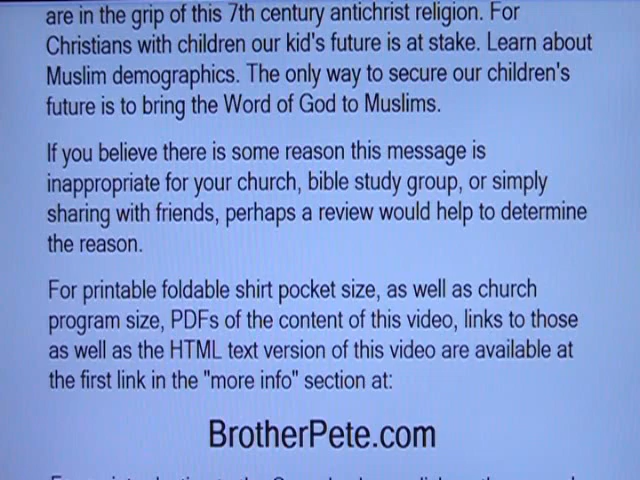 are in the grip of this 7th century antichrist religion. For
Christians with children our kid's future is at stake. Learn about
Muslim demographics. The only way to secure our children's
future is to bring the Word of God to Muslims.
If you believe there is some reason this message is
inappropriate for your church, bible study group, or simply
sharing with friends, perhaps a review would help to determine
the reason.
For printable foldable shirt pocket size, as well as church
program size, PDFs of the content of this video, links to those
as well as the HTML text version of this video are available at
the first link in the "more info" section at:
BrotherPete.com